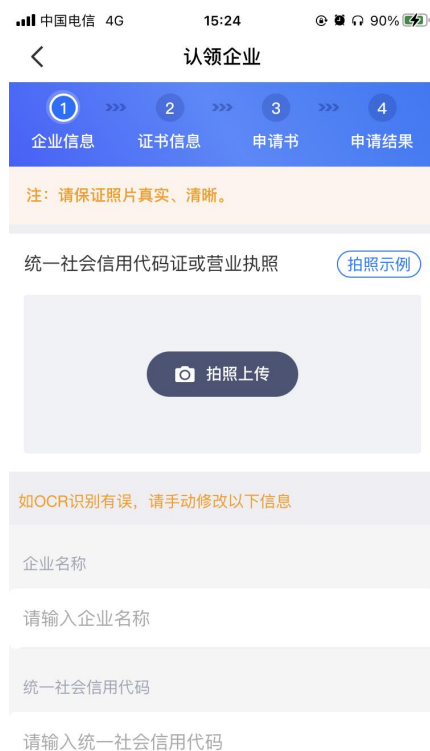 中国电信 4G 15:24 90%
认领企业
1 >>> 2 >>> 3 >>> 4
企业信息 证书信息 申请书 申请结果
注：请保证照片真实、清晰。
统一社会信用代码证或营业执照 拍照示例
拍照上传
如OCR识别有误，请手动修改以下信息
企业名称
请输入企业名称
统一社会信用代码
请输入统一社会信用代码